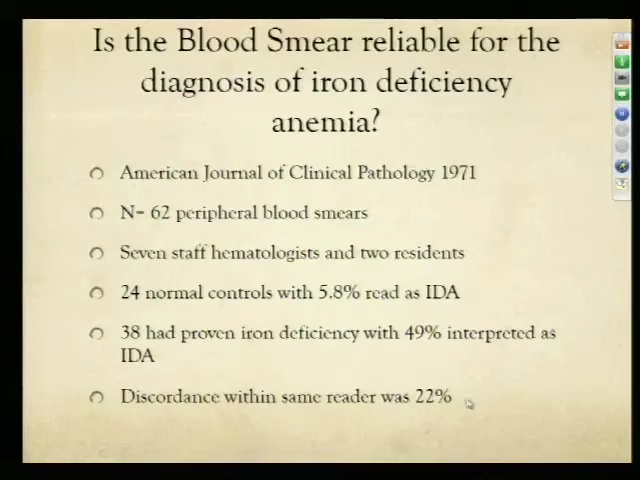 Is the Blood Smear reliable for the
diagnosis of iron deficiency
anemia?
American Journal of Clinical Pathology 1971
N= 62 peripheral blood smears
Seven staff hematologists and two residents
24 normal controls with 5.8% read as IDA
38 had proven iron deficiency with 49% interpreted as
IDA
Discordance within same reader was 22%